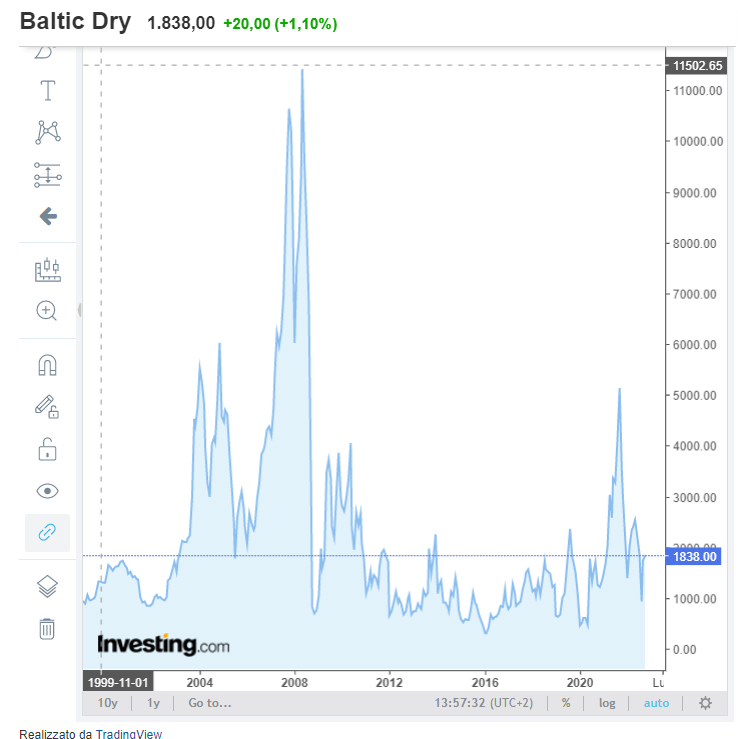 Baltic Dry 1.838,00 +20,00 (+1,10%)
T
11502.65
11000.00
10000.00
9000.00
8000.00
7000.00
6000.00
5000.00
4000.00
3000.00
2000.00
1838.00
1000.00
0.00
Investing.com
1999-11-01 2004 2008 2012 2016 2020 Lu
10y 1y Go to... 13:57:32 (UTC+2) % log auto
Realizzato da TradingView